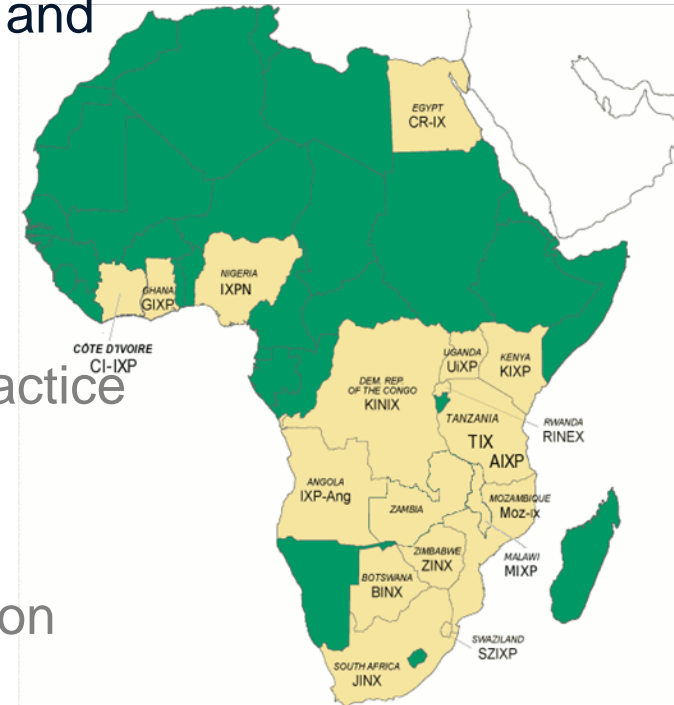 and
EGYPT
CR-IX
NIGERIA
IXPN
GHANA
GIXP
CÔTE D'IVOIRE
CI-IXP
actice
UGANDA
UiXP
KENYA
KIXP
DEM. REP.
OF THE CONGO
KINIX
RWANDA
RINEX
TANZANIA
TIX
AIXP
ANGOLA
IXP-Ang
ZAMBIA
MOZAMBIQUE
Moz-ix
MALAWI
MIXP
ZIMBABWE
ZINX
BOTSWANA
BINX
on
SWAZILAND
SZIXP
SOUTH AFRICA
JINX